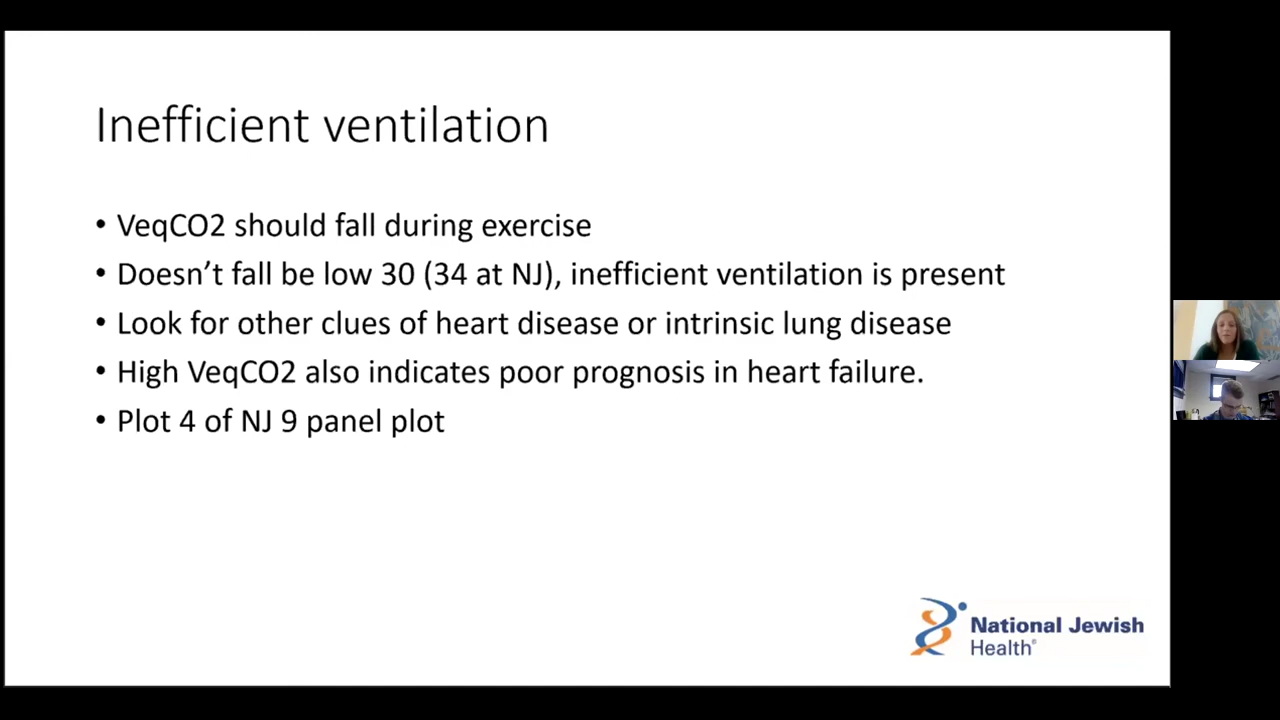 Inefficient ventilation
• VeqCO2 should fall during exercise
• Doesn’t fall be low 30 (34 at NJ), inefficient ventilation is present
• Look for other clues of heart disease or intrinsic lung disease
• High VeqCO2 also indicates poor prognosis in heart failure.
• Plot 4 of NJ 9 panel plot
National Jewish
Health®